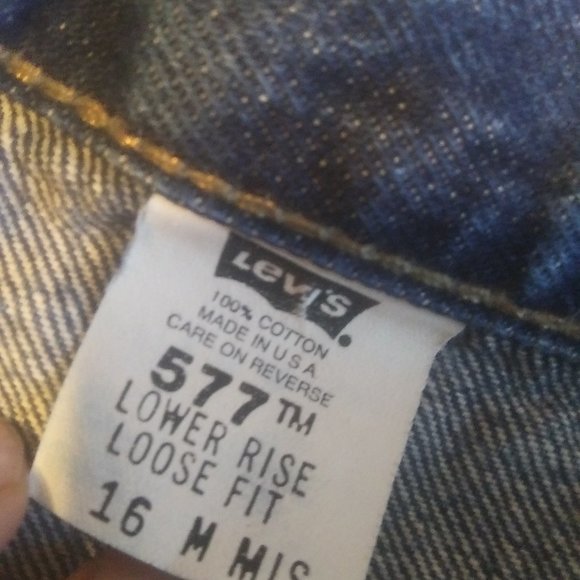 Levi's
100% COTTON
MADE IN U S A
CARE ON REVERSE
577™
LOWER RISE
LOOSE FIT
16 M MIS